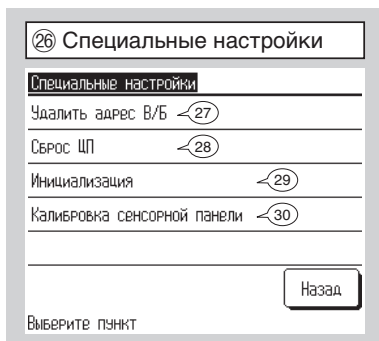 26 Специальные настройки
Специальные настройки
Удалить адрес В/Б 27
Сброс ЦП 28
Инициализация 29
Калибровка сенсорной панели 30
Назад
Выберите пункт